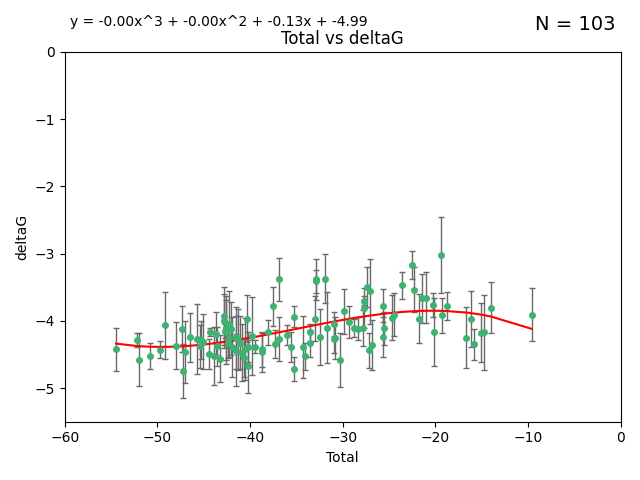 y = -0.00x^3 + -0.00x^2 + -0.13x + -4.99
N = 103
Total vs deltaG
0
−1
−2
−3
−4
−5
deltaG
−60 −50 −40 −30 −20 −10 0
Total